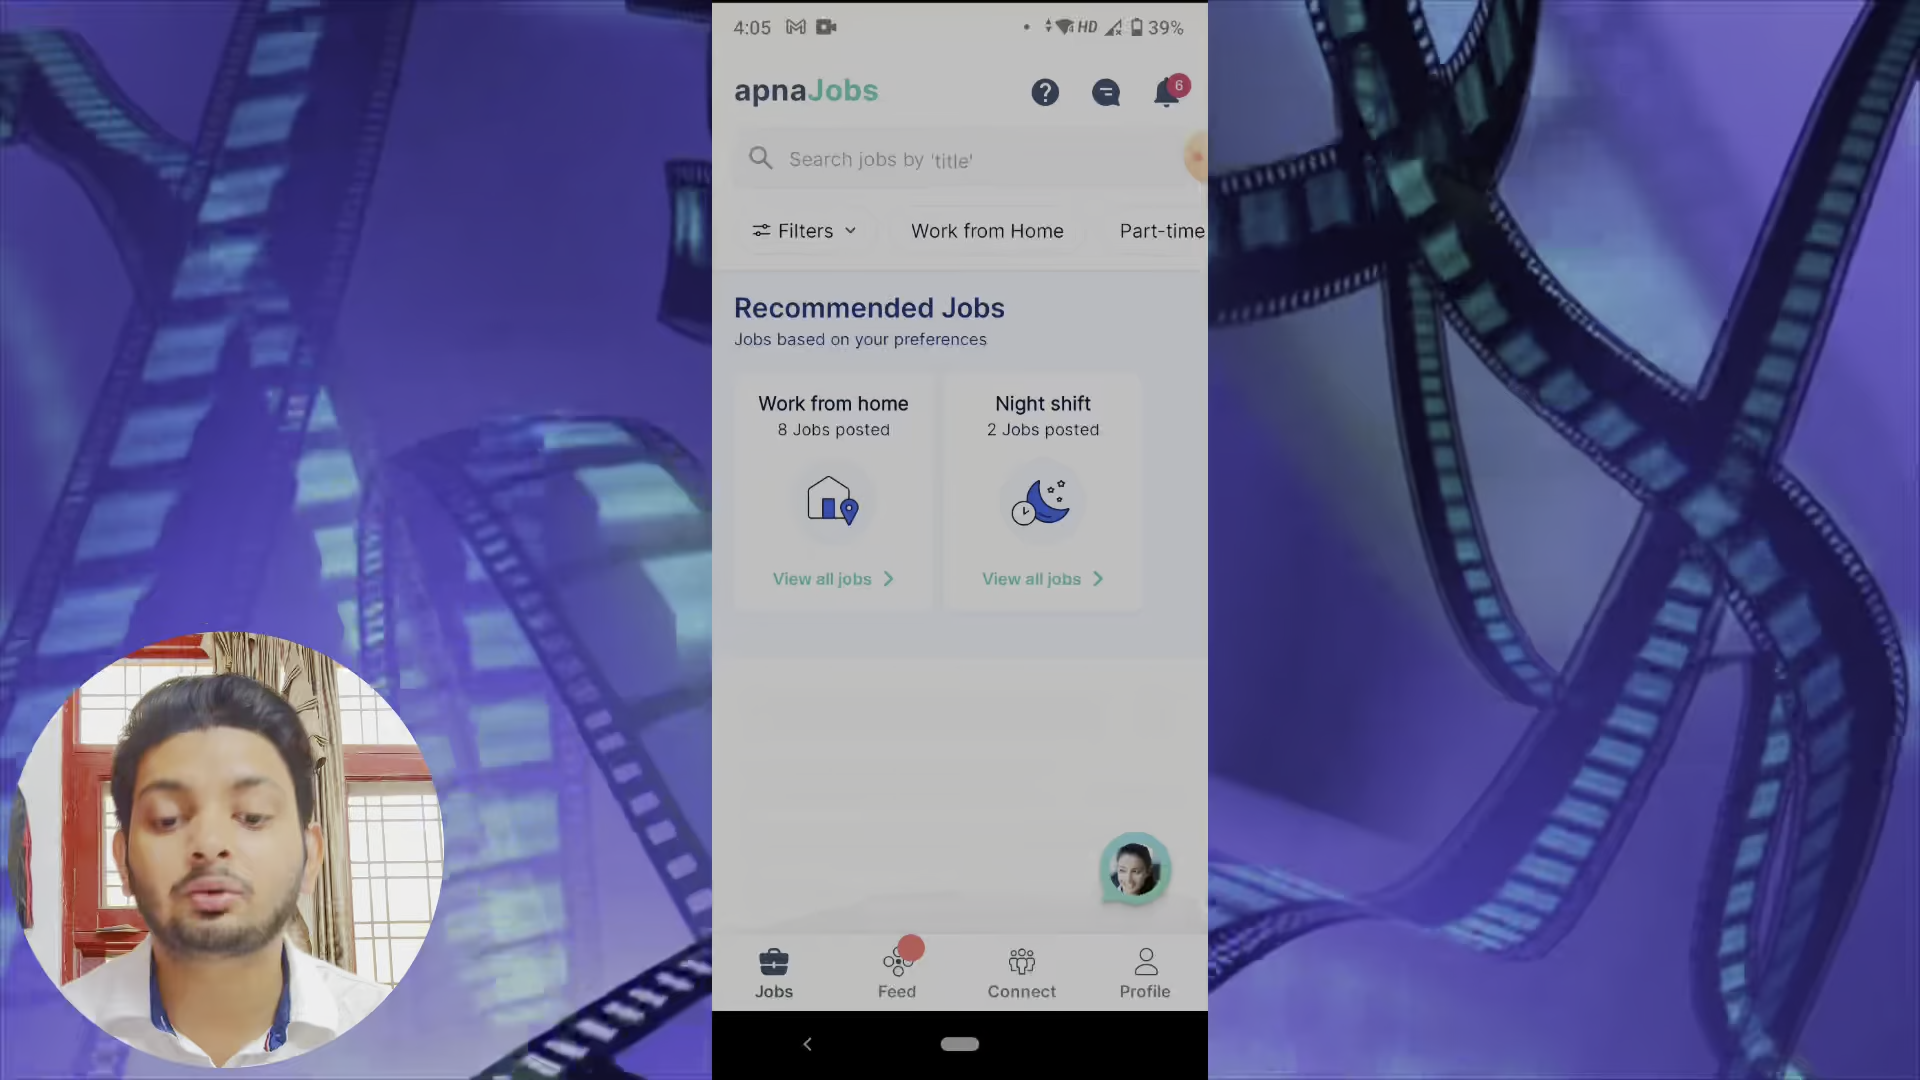 4:05 HD 39%
apnaJobs
6
Search jobs by 'title'
Filters Work from Home Part-time
Recommended Jobs
Jobs based on your preferences
Work from home Night shift
8 Jobs posted 2 Jobs posted
View all jobs View all jobs
Jobs Feed Connect Profile